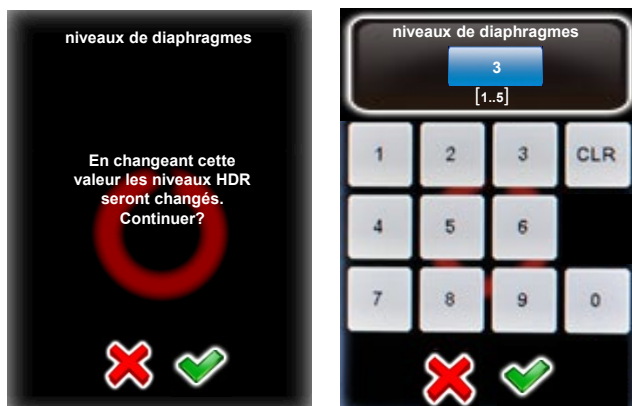 niveaux de diaphragmes
En changeant cette
valeur les niveaux HDR
seront changés.
Continuer?
niveaux de diaphragmes
3
[1..5]
1 2 3 CLR
4 5 6
7 8 9 0